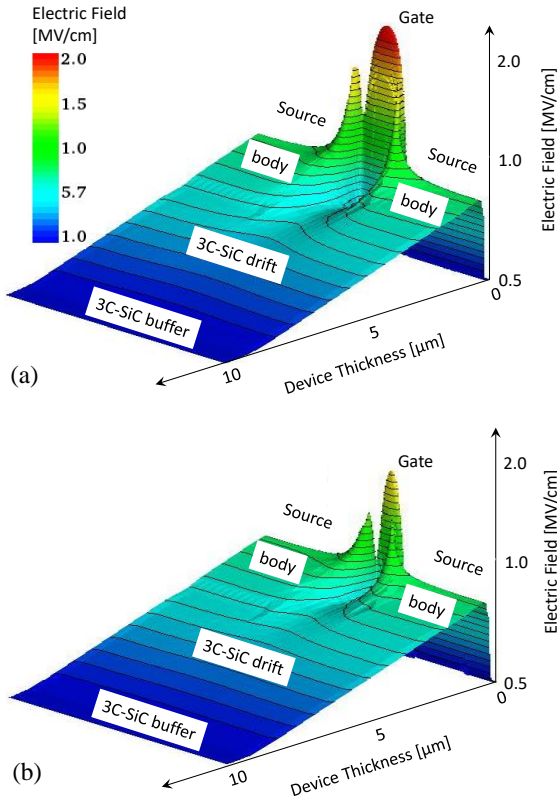 Electric Field
[MV/cm]
2.0
1.5
1.0
5.7
1.0
Gate
Source
Source
body
body
3C-SiC drift
3C-SiC buffer
2.0
1.0
0.5
Electric Field [MV/cm]
0
5
10
Device Thickness [µm]
(a)
Gate
Source
Source
body
body
3C-SiC drift
3C-SiC buffer
2.0
1.0
0.5
Electric Field [MV/cm]
0
5
10
Device Thickness [µm]
(b)